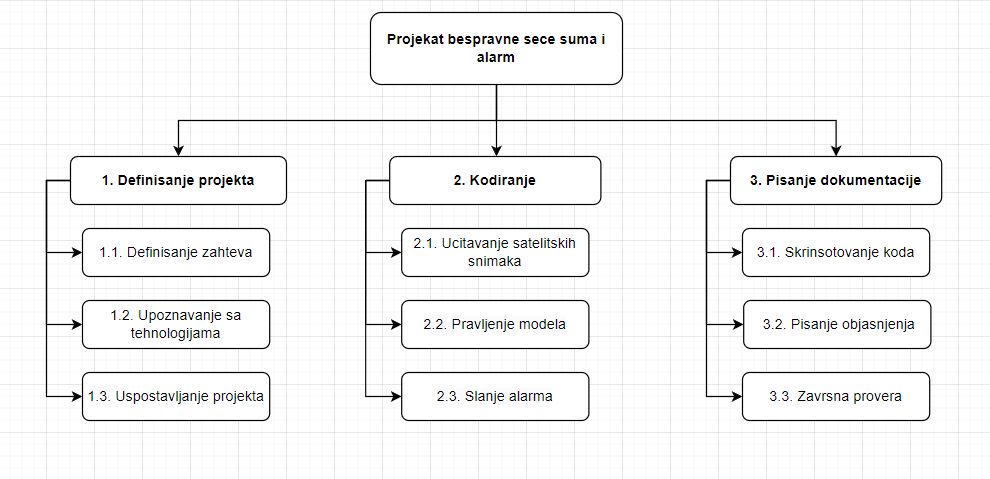 Projekat bespravne sece suma i
alarm
1. Definisanje projekta
1.1. Definisanje zahteva
1.2. Upoznavanje sa
tehnologijama
1.3. Uspostavljanje projekta
2. Kodiranje
2.1. Ucitavanje satelitskih
snimaka
2.2. Pravljenje modela
2.3. Slanje alarma
3. Pisanje dokumentacije
3.1. Skrinsotovanje koda
3.2. Pisanje objasnjenja
3.3. Zavrsna provera